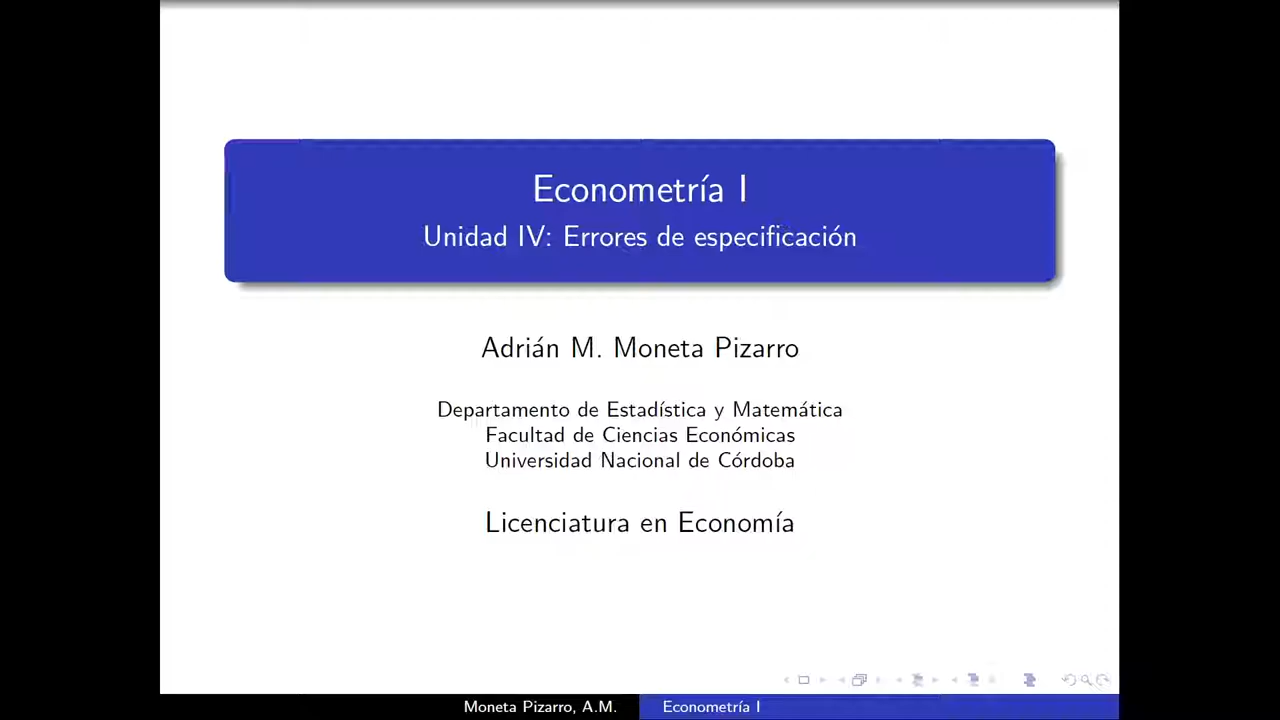 Econometría I
Unidad IV: Errores de especificación
Adrián M. Moneta Pizarro
Departamento de Estadística y Matemática
Facultad de Ciencias Económicas
Universidad Nacional de Córdoba
Licenciatura en Economía
Moneta Pizarro, A.M. Econometría I